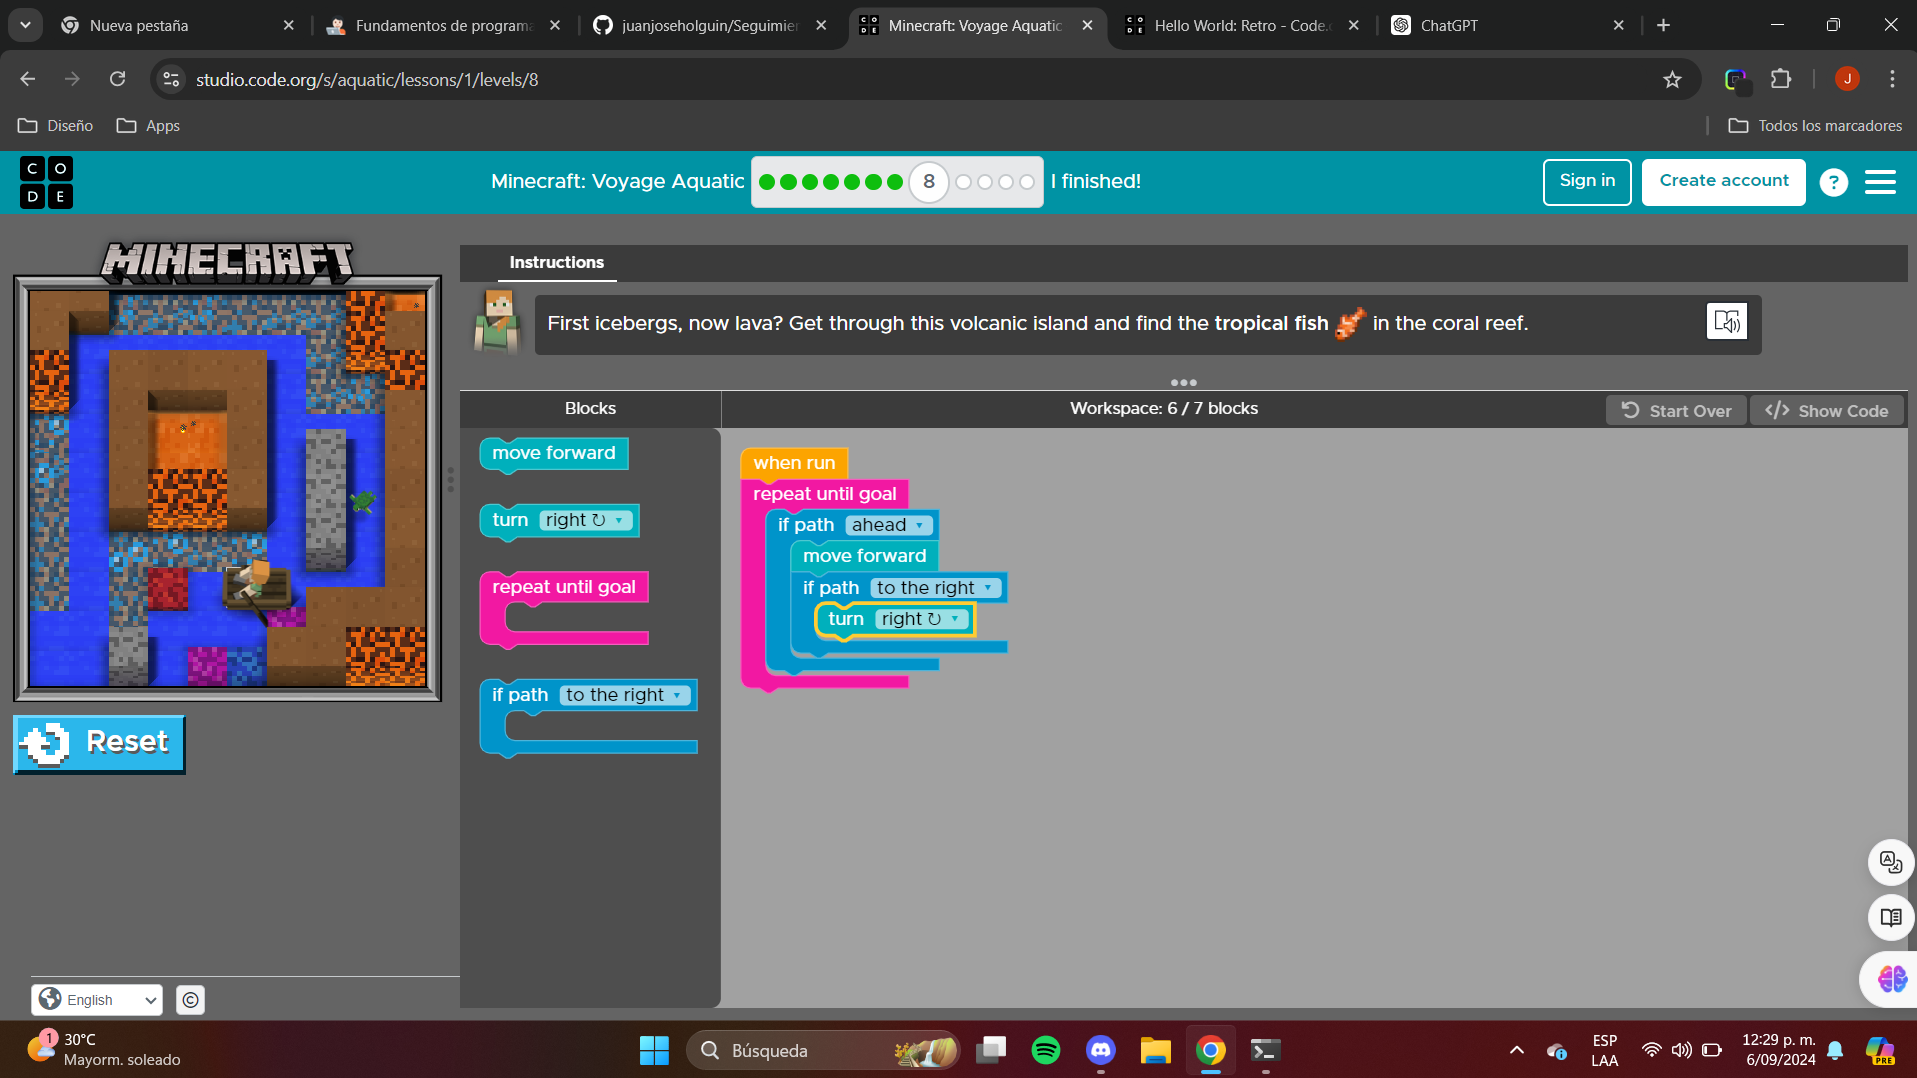 Nueva pestaña
Fundamentos de programa
juanjoseholguin/Seguimier
Minecraft: Voyage Aquatic
Hello World: Retro - Code.c
ChatGPT
studio.code.org/s/aquatic/lessons/1/levels/8
J
Diseño
Apps
Todos los marcadores
C O
D E
Minecraft: Voyage Aquatic
8
I finished!
Sign in
Create account
?
MINECRAFT
Instructions
First icebergs, now lava? Get through this volcanic island and find the tropical fish in the coral reef.
Blocks
Workspace: 6 / 7 blocks
Start Over
</> Show Code
move forward
turn right ↻
repeat until goal
if path to the right
when run
repeat until goal
if path ahead
move forward
if path to the right
turn right ↻
Reset
English
©
1
30°C
Mayorm. soleado
Búsqueda
ESP
LAA
12:29 p. m.
6/09/2024
PRE